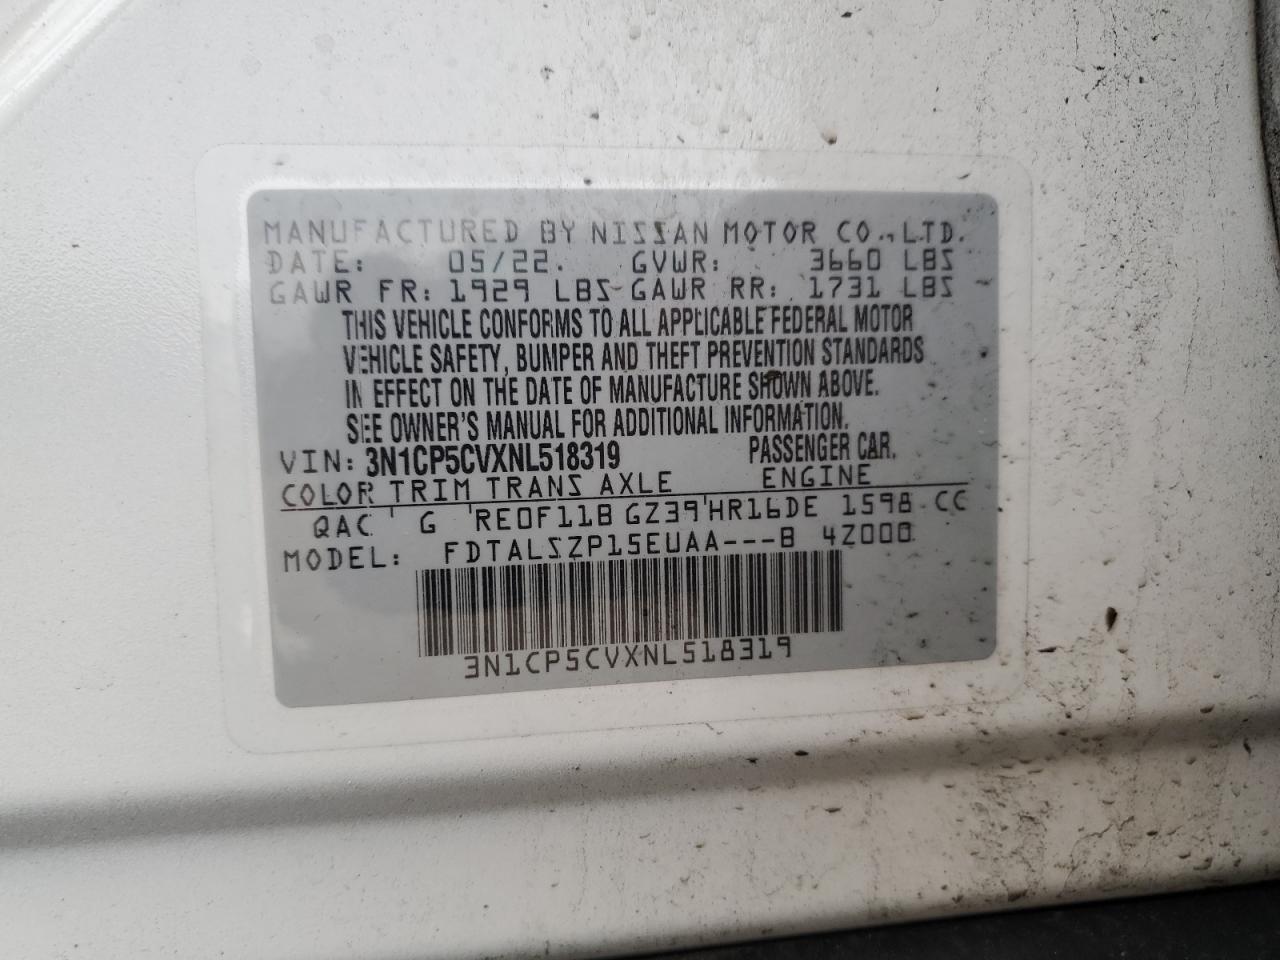 MANUFACTURED BY NISSAN MOTOR CO., LTD.
DATE: 05/22. GVWR: 3660 LBS
GAWR FR: 1929 LBS GAWR RR: 1731 LBS
THIS VEHICLE CONFORMS TO ALL APPLICABLE FEDERAL MOTOR
VEHICLE SAFETY, BUMPER AND THEFT PREVENTION STANDARDS
IN EFFECT ON THE DATE OF MANUFACTURE SHOWN ABOVE.
SEE OWNER'S MANUAL FOR ADDITIONAL INFORMATION.
VIN: 3N1CP5CVXNL518319 PASSENGER CAR.
COLOR TRIM TRANS AXLE ENGINE
QAC G RE0F11B GZ39 HR16DE 1598 CC
MODEL: FDTALSZP15EUAA---B 4Z000
3N1CP5CVXNL518319